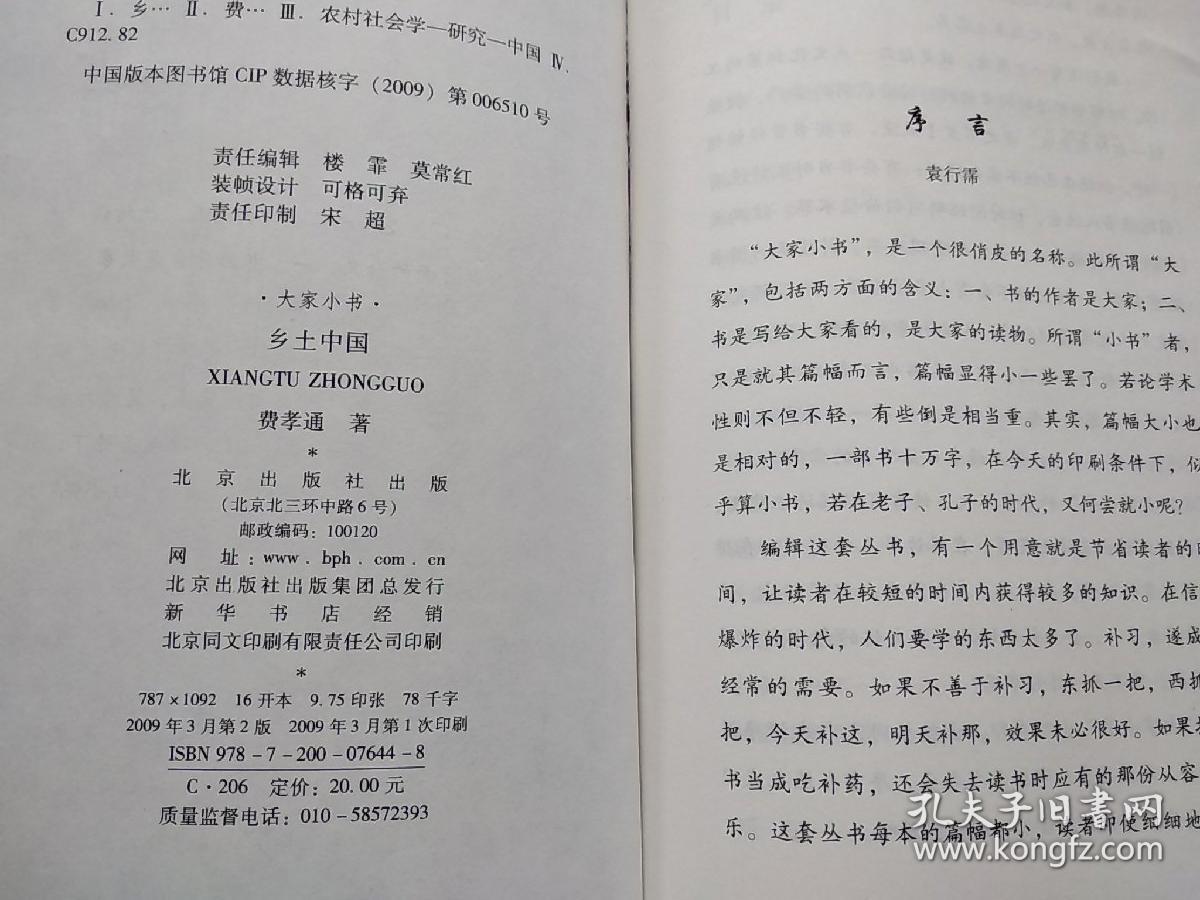 Ⅰ. 乡… Ⅱ. 费… Ⅲ. 农村社会学—研究—中国 Ⅳ.
C912.82
中国版本图书馆 CIP 数据核字（2009）第 006510 号
责任编辑 楼 霏 莫常红
装帧设计 可格可弃
责任印制 宋 超
·大家小书·
乡土中国
XIANGTU ZHONGGUO
费孝通 著
*
北京出版社出版
（北京北三环中路6号）
邮政编码：100120
网 址：www.bph.com.cn
北京出版社出版集团总发行
新华书店经销
北京同文印刷有限责任公司印刷
*
787×1092 16开本 9.75印张 78千字
2009年3月第2版 2009年3月第1次印刷
ISBN 978-7-200-07644-8
C·206 定价：20.00元
质量监督电话：010-58572393
序言
袁行霈
“大家小书”，是一个很俏皮的名称。此所谓“大
家”，包括两方面的含义：一、书的作者是大家；二、
书是写给大家看的，是大家的读物。所谓“小书”者，
只是就其篇幅而言，篇幅显得小一些罢了。若论学术
性则不但不轻，有些倒是相当重。其实，篇幅大小也
是相对的，一部书十万字，在今天的印刷条件下，似
乎算小书，若在老子、孔子的时代，又何尝就小呢？
编辑这套丛书，有一个用意就是节省读者的时
间，让读者在较短的时间内获得较多的知识。在信
爆炸的时代，人们要学的东西太多了。补习，遂成
经常的需要。如果不善于补习，东抓一把，西抓
把，今天补这，明天补那，效果未必很好。如果
书当成吃补药，还会失去读书时应有的那份从容
乐。这套丛书每本的篇幅都小，读者即使细细地
孔夫子旧書网
www.kongfz.com